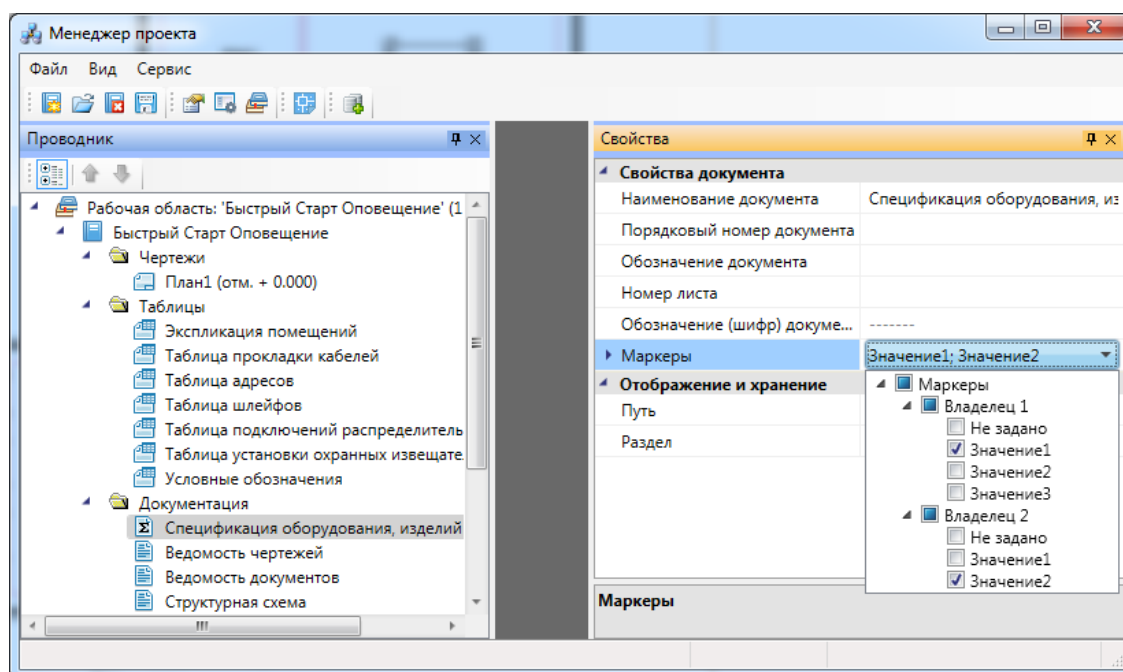 Менеджер проекта
Файл Вид Сервис
Проводник
Рабочая область: 'Быстрый Старт Оповещение' (1
Быстрый Старт Оповещение
Чертежи
План1 (отм. + 0.000)
Таблицы
Экспликация помещений
Таблица прокладки кабелей
Таблица адресов
Таблица шлейфов
Таблица подключений распределитель
Таблица установки охранных извещате
Условные обозначения
Документация
Спецификация оборудования, изделий
Ведомость чертежей
Ведомость документов
Структурная схема
Свойства
Свойства документа
Наименование документа Спецификация оборудования, из
Порядковый номер документа
Обозначение документа
Номер листа
Обозначение (шифр) докуме... -------
Маркеры Значение1; Значение2
Отображение и хранение
Путь
Раздел
Маркеры
Владелец 1
Не задано
Значение1
Значение2
Значение3
Владелец 2
Не задано
Значение1
Значение2
Маркеры